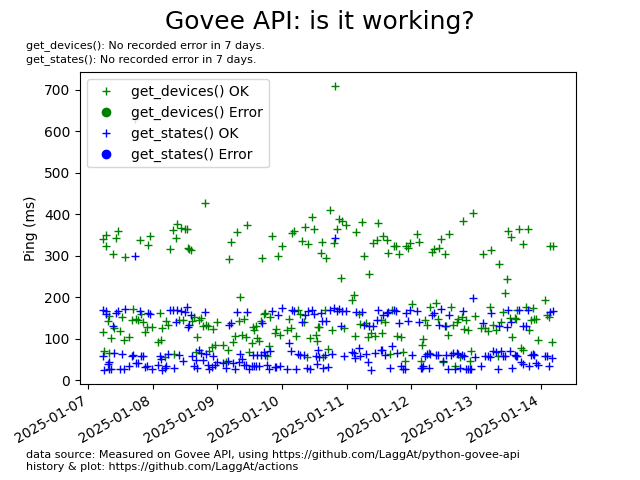 Govee API: is it working?
get_devices(): No recorded error in 7 days.
get_states(): No recorded error in 7 days.
get_devices() OK
get_devices() Error
get_states() OK
get_states() Error
Ping (ms)
700
600
500
400
300
200
100
0
2025-01-07
2025-01-08
2025-01-09
2025-01-10
2025-01-11
2025-01-12
2025-01-13
2025-01-14
data source: Measured on Govee API, using https://github.com/LaggAt/python-govee-api
history & plot: https://github.com/LaggAt/actions